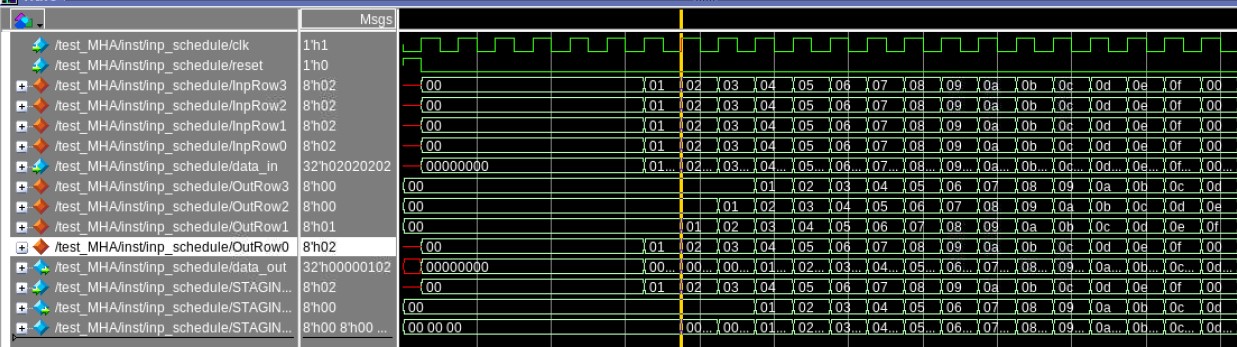 Msgs
/test_MHA/inst/inp_schedule/clk 1'h1
/test_MHA/inst/inp_schedule/reset 1'h0
/test_MHA/inst/inp_schedule/InpRow3 8'h02 00 01 02 03 04 05 06 07 08 09 0a 0b 0c 0d 0e 0f 00
/test_MHA/inst/inp_schedule/InpRow2 8'h02 00 01 02 03 04 05 06 07 08 09 0a 0b 0c 0d 0e 0f 00
/test_MHA/inst/inp_schedule/InpRow1 8'h02 00 01 02 03 04 05 06 07 08 09 0a 0b 0c 0d 0e 0f 00
/test_MHA/inst/inp_schedule/InpRow0 8'h02 00 01 02 03 04 05 06 07 08 09 0a 0b 0c 0d 0e 0f 00
/test_MHA/inst/inp_schedule/data_in 32'h02020202 00000000 01... 02... 03... 04... 05... 06... 07... 08... 09... 0a... 0b... 0c... 0d... 0e... 0f... 00
/test_MHA/inst/inp_schedule/OutRow3 8'h00 00 01 02 03 04 05 06 07 08 09 0a 0b 0c 0d
/test_MHA/inst/inp_schedule/OutRow2 8'h00 00 01 02 03 04 05 06 07 08 09 0a 0b 0c 0d 0e
/test_MHA/inst/inp_schedule/OutRow1 8'h01 00 01 02 03 04 05 06 07 08 09 0a 0b 0c 0d 0e 0f
/test_MHA/inst/inp_schedule/OutRow0 8'h02 00 01 02 03 04 05 06 07 08 09 0a 0b 0c 0d 0e 0f 00
/test_MHA/inst/inp_schedule/data_out 32'h00000102 00000000 00... 00... 00... 01... 02... 03... 04... 05... 06... 07... 08... 09... 0a... 0b... 0c... 0d...
/test_MHA/inst/inp_schedule/STAGIN... 8'h02 00 01 02 03 04 05 06 07 08 09 0a 0b 0c 0d 0e 0f 00
/test_MHA/inst/inp_schedule/STAGIN... 8'h00 00 01 02 03 04 05 06 07 08 09 0a 0b 0c 0d
/test_MHA/inst/inp_schedule/STAGIN... 8'h00 8'h00 ... 00 00 00 00... 00... 01... 02... 03... 04... 05... 06... 07... 08... 09... 0a... 0b... 0c... 0d...